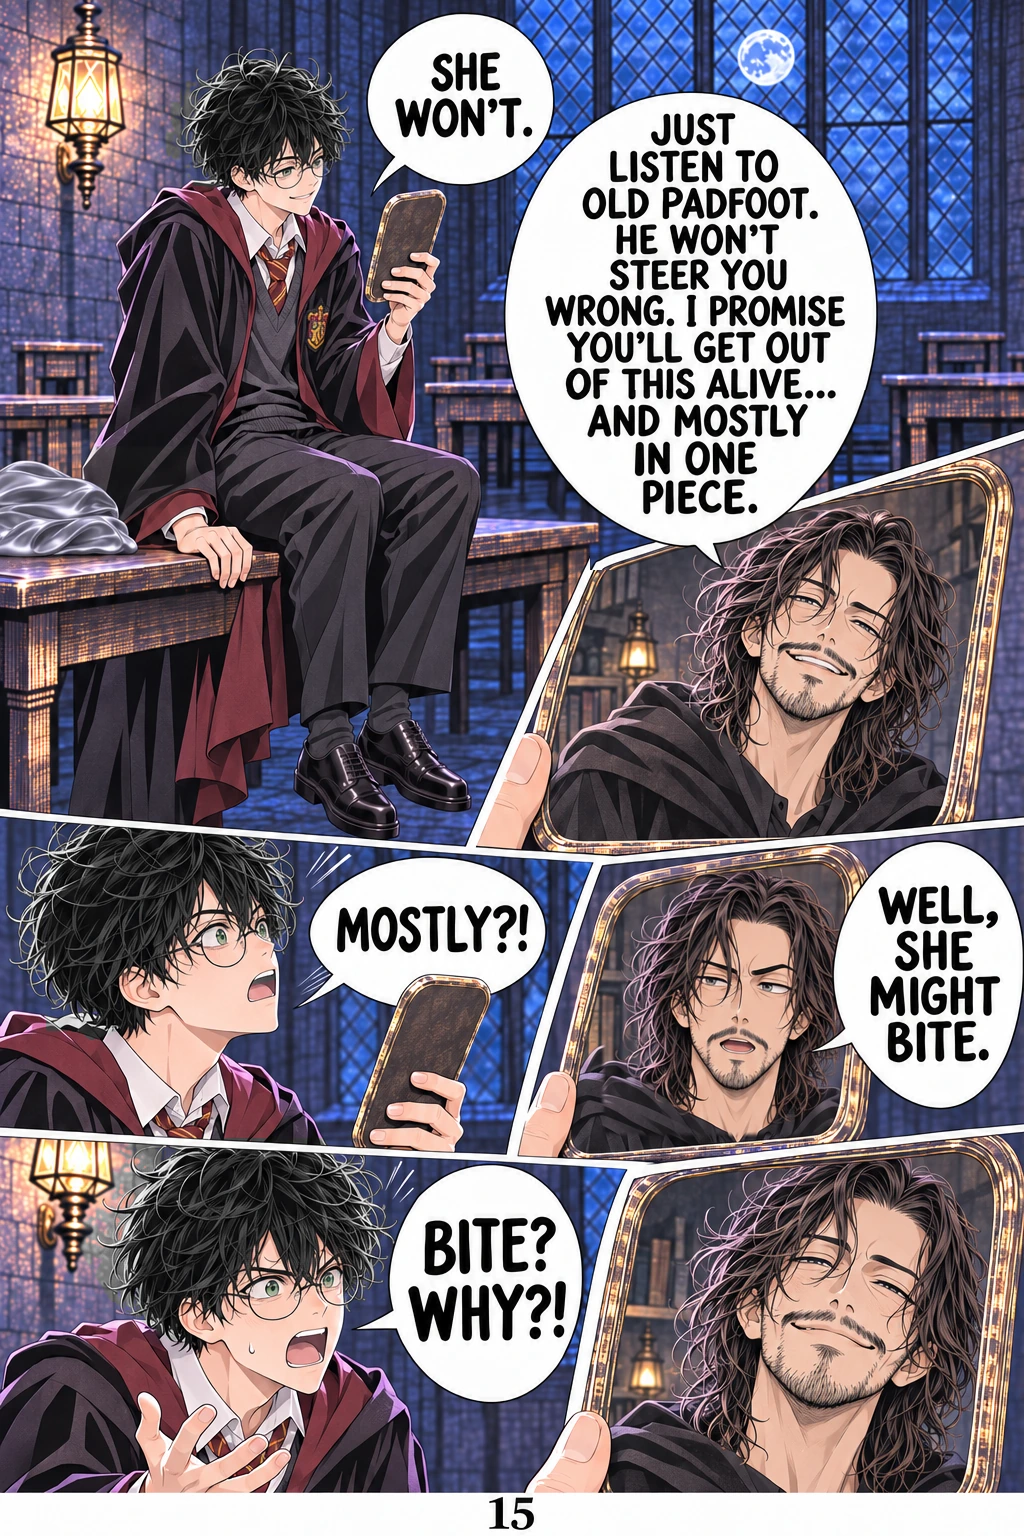 SHE
WON'T.
JUST
LISTEN TO
OLD PADFOOT.
HE WON'T
STEER YOU
WRONG. I PROMISE
YOU'LL GET OUT
OF THIS ALIVE...
AND MOSTLY
IN ONE
PIECE.
MOSTLY?!
WELL,
SHE
MIGHT
BITE.
BITE?
WHY?!
15